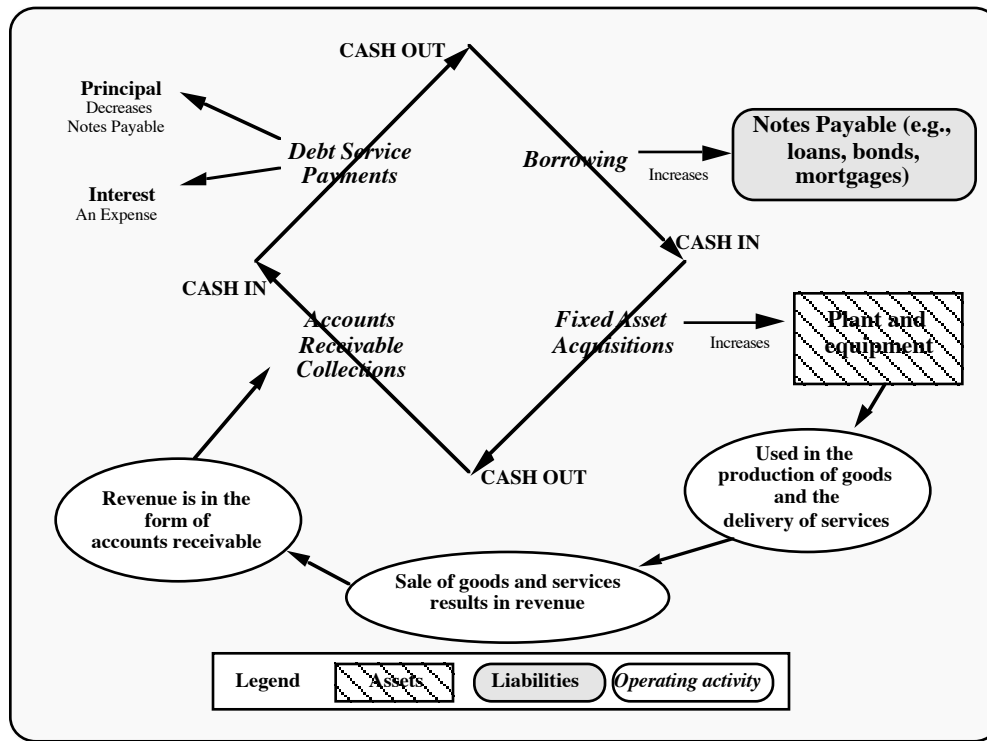 CASH OUT
Principal
Decreases
Notes Payable
Debt Service
Payments
Interest
An Expense
Borrowing
Increases
Notes Payable (e.g.,
loans, bonds,
mortgages)
CASH IN
CASH IN
Accounts
Receivable
Collections
Fixed Asset
Acquisitions
Increases
Plant and
equipment
CASH OUT
Used in the
production of goods
and the
delivery of services
Revenue is in the
form of
accounts receivable
Sale of goods and services
results in revenue
Legend
Assets
Liabilities
Operating activity